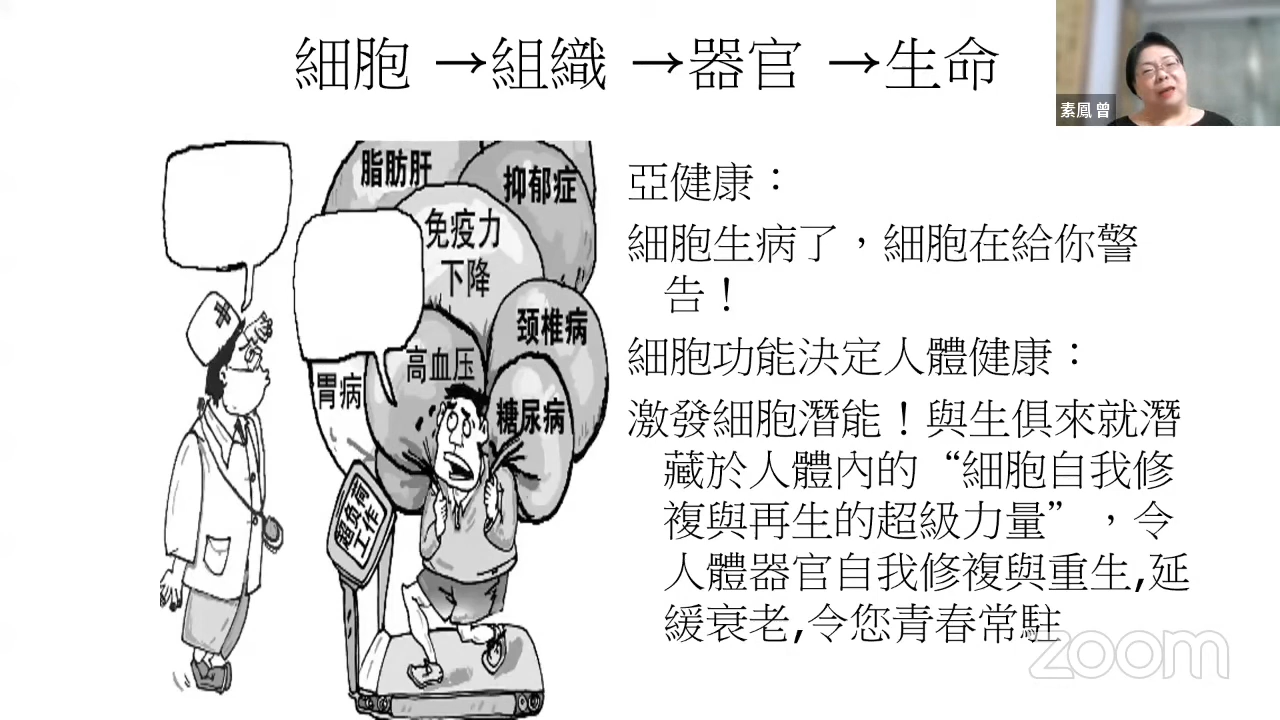 細胞 →組織 →器官 →生命
素鳳 曾
脂肪肝
抑郁症
免疫力
下降
颈椎病
高血压
胃病
糖尿病
超负荷
工作
亞健康：
細胞生病了，細胞在給你警
告！
細胞功能決定人體健康：
激發細胞潛能！與生俱來就潛
藏於人體內的“細胞自我修
複與再生的超級力量”，令
人體器官自我修複與重生,延
緩衰老,令您青春常駐
zoom